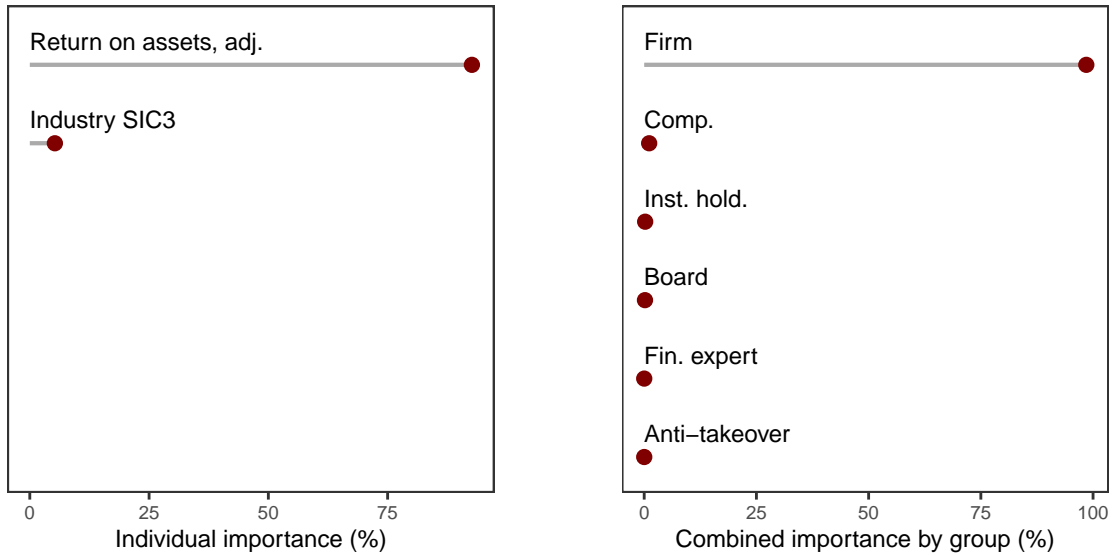 Return on assets, adj.
Industry SIC3
0 25 50 75
Individual importance (%)
Firm
Comp.
Inst. hold.
Board
Fin. expert
Anti−takeover
0 25 50 75 100
Combined importance by group (%)